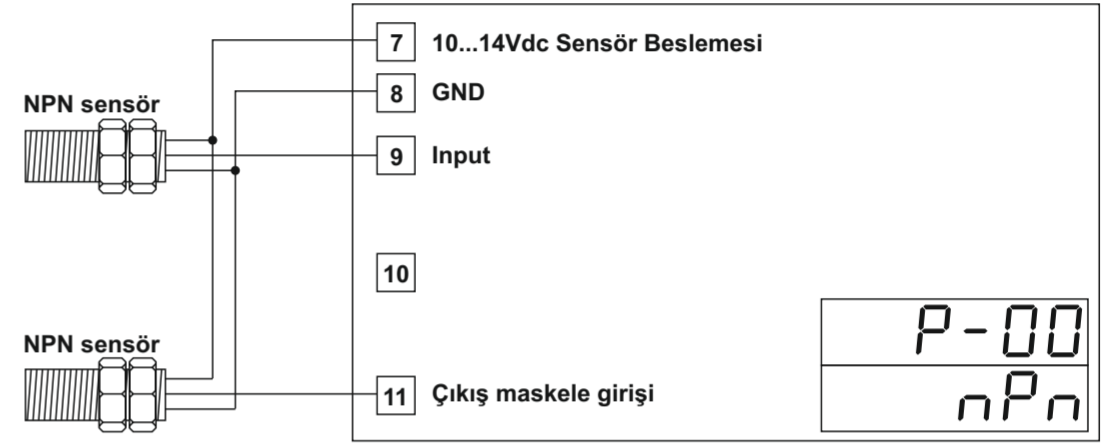 7 10...14Vdc Sensör Beslemesi
8 GND
NPN sensör
9 Input
10
P-00
NPN sensör
11 Çıkış maskele girişi
nPn